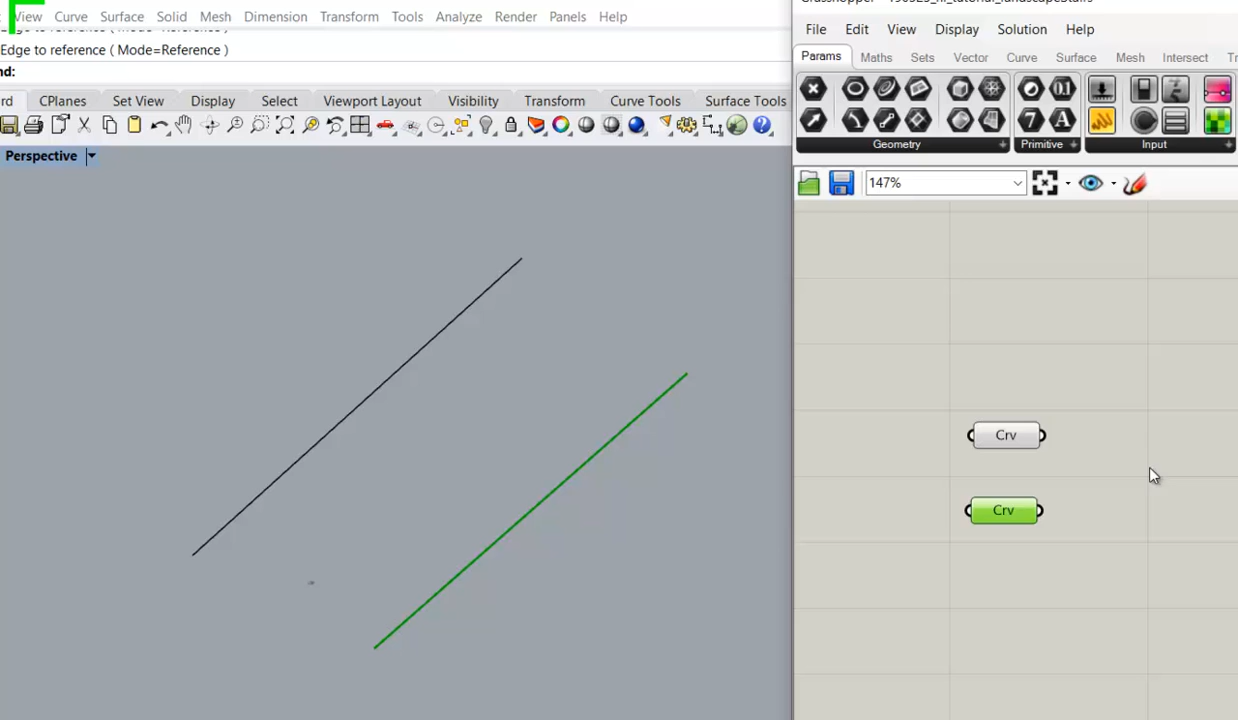 View Curve Surface Solid Mesh Dimension Transform Tools Analyze Render Panels Help
Edge to reference ( Mode=Reference )
nd:
rd CPlanes Set View Display Select Viewport Layout Visibility Transform Curve Tools Surface Tools
Perspective
File Edit View Display Solution Help
Params Maths Sets Vector Curve Surface Mesh Intersect Tr
Geometry Primitive Input
147%
Crv
Crv